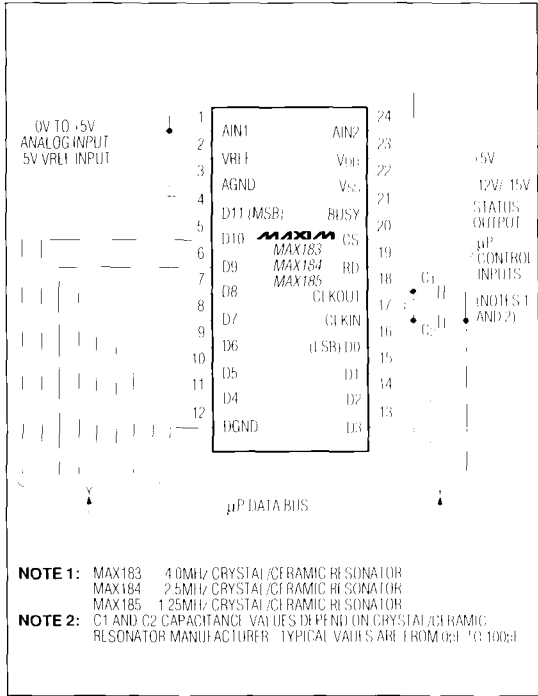 0V TO +5V
ANALOG INPUT
5V VREF INPUT
1
2
3
4
5
6
7
8
9
10
11
12
AIN1
VREF
AGND
D11 (MSB)
D10
D9
D8
D7
D6
D5
D4
DGND
MAXIM
MAX183
MAX184
MAX185
AIN2
VDD
VSS
BUSY
CS
RD
CLKOUT
CLKIN
(LSB) D0
D1
D2
D3
24
23
22
21
20
19
18
17
16
15
14
13
+5V
12V/ 15V
STATUS
OUTPUT
µP
CONTROL
INPUTS
C1
C2
(NOTES 1
AND 2)
µP DATA BUS
NOTE 1: MAX183 4.0MHz CRYSTAL/CERAMIC RESONATOR
MAX184 2.5MHz CRYSTAL/CERAMIC RESONATOR
MAX185 1.25MHz CRYSTAL/CERAMIC RESONATOR
NOTE 2: C1 AND C2 CAPACITANCE VALUES DEPEND ON CRYSTAL/CERAMIC
RESONATOR MANUFACTURER. TYPICAL VALUES ARE FROM 0pF TO 100pF